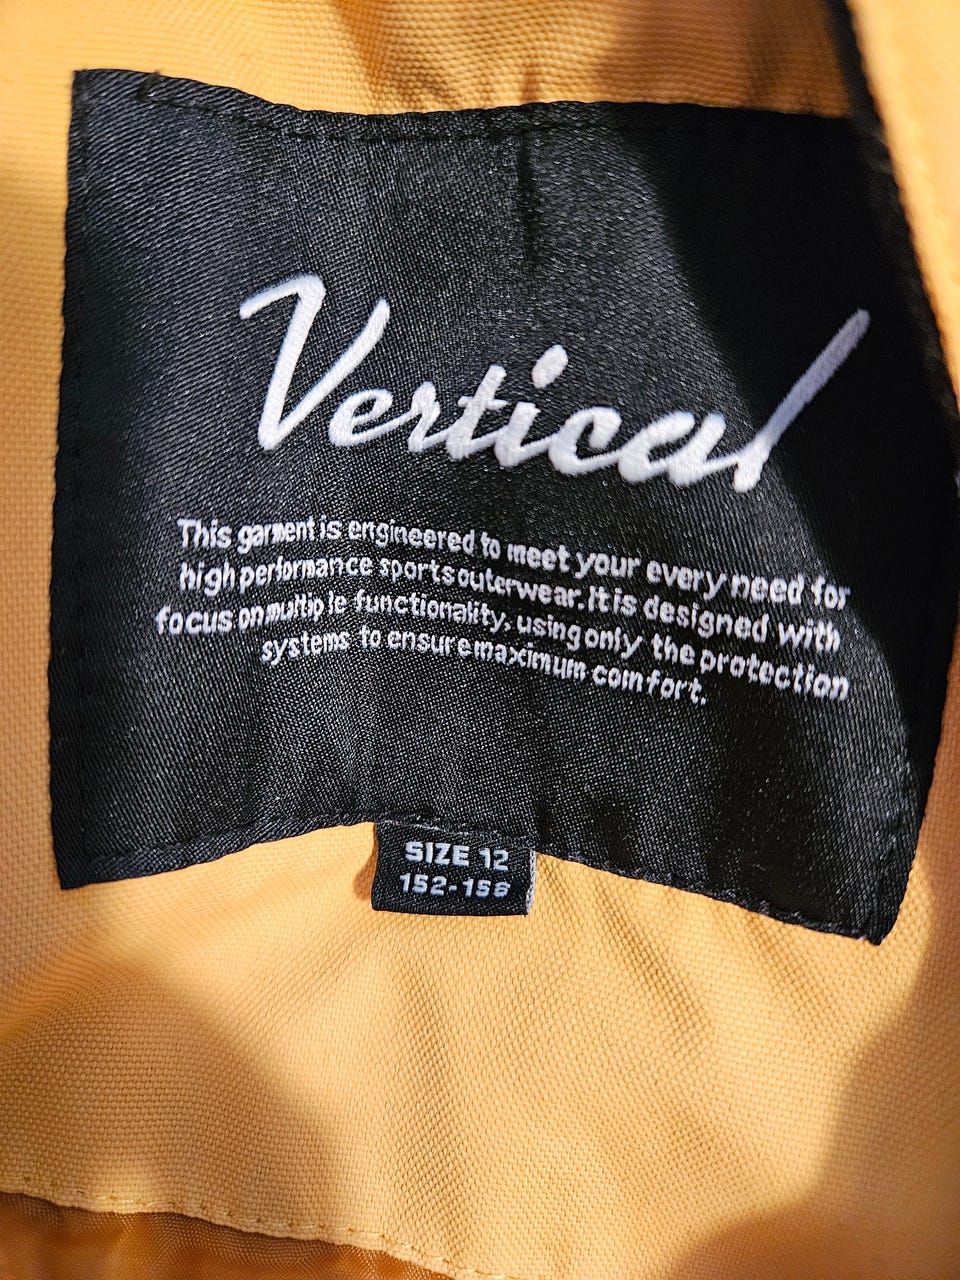 Vertical
This garment is engineered to meet your every need for
high performance sports outerwear. It is designed with
focus on multiple functionality, using only the protection
systems to ensure maximum comfort.
SIZE 12
152-158